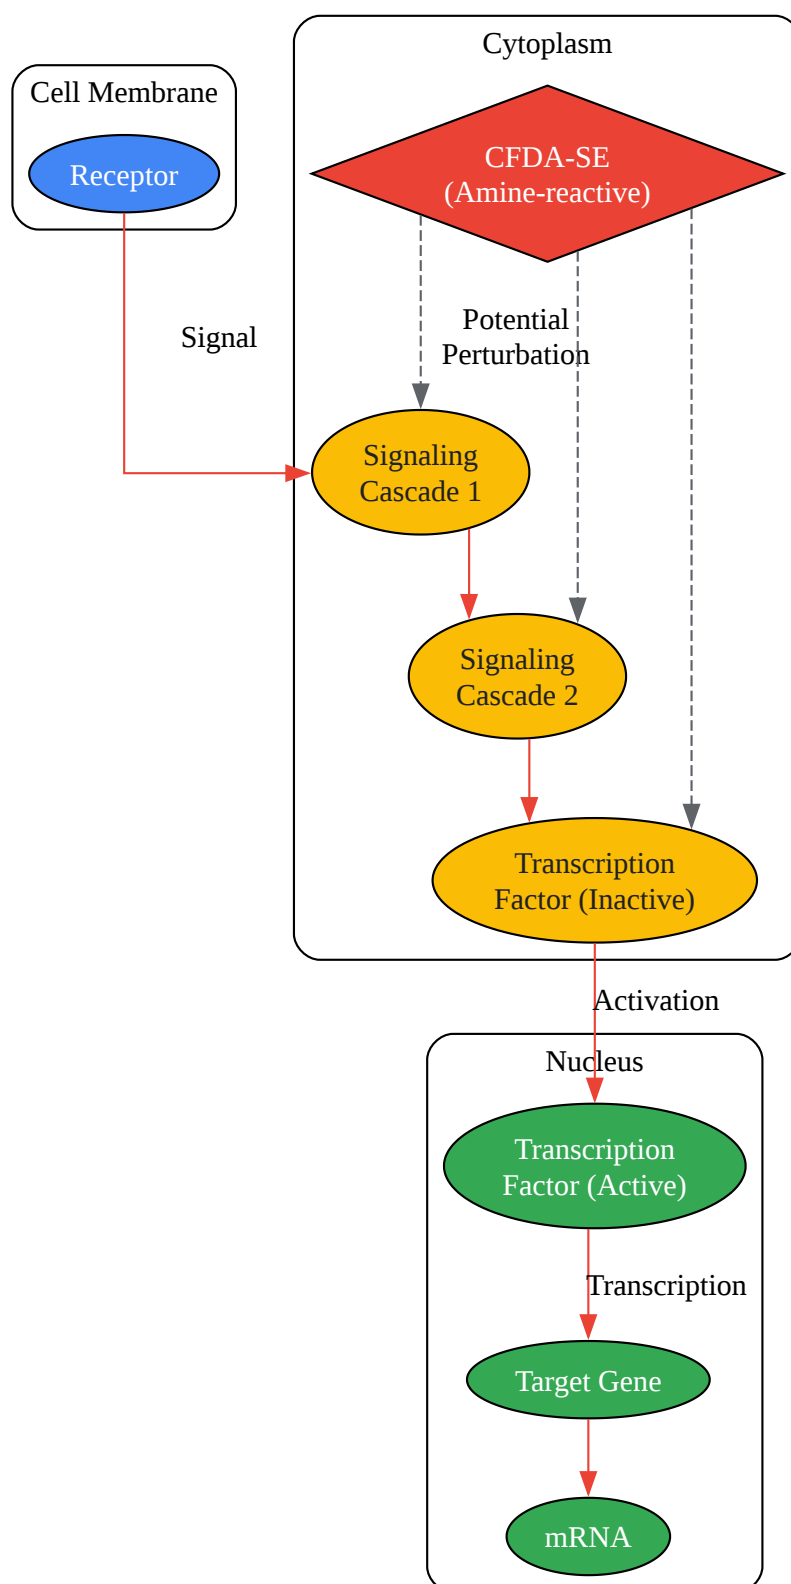 Cytoplasm
Cell Membrane
CFDA-SE
(Amine-reactive)
Receptor
Signal
Potential
Perturbation
Signaling
Cascade 1
Signaling
Cascade 2
Transcription
Factor (Inactive)
Activation
Nucleus
Transcription
Factor (Active)
Transcription
Target Gene
mRNA